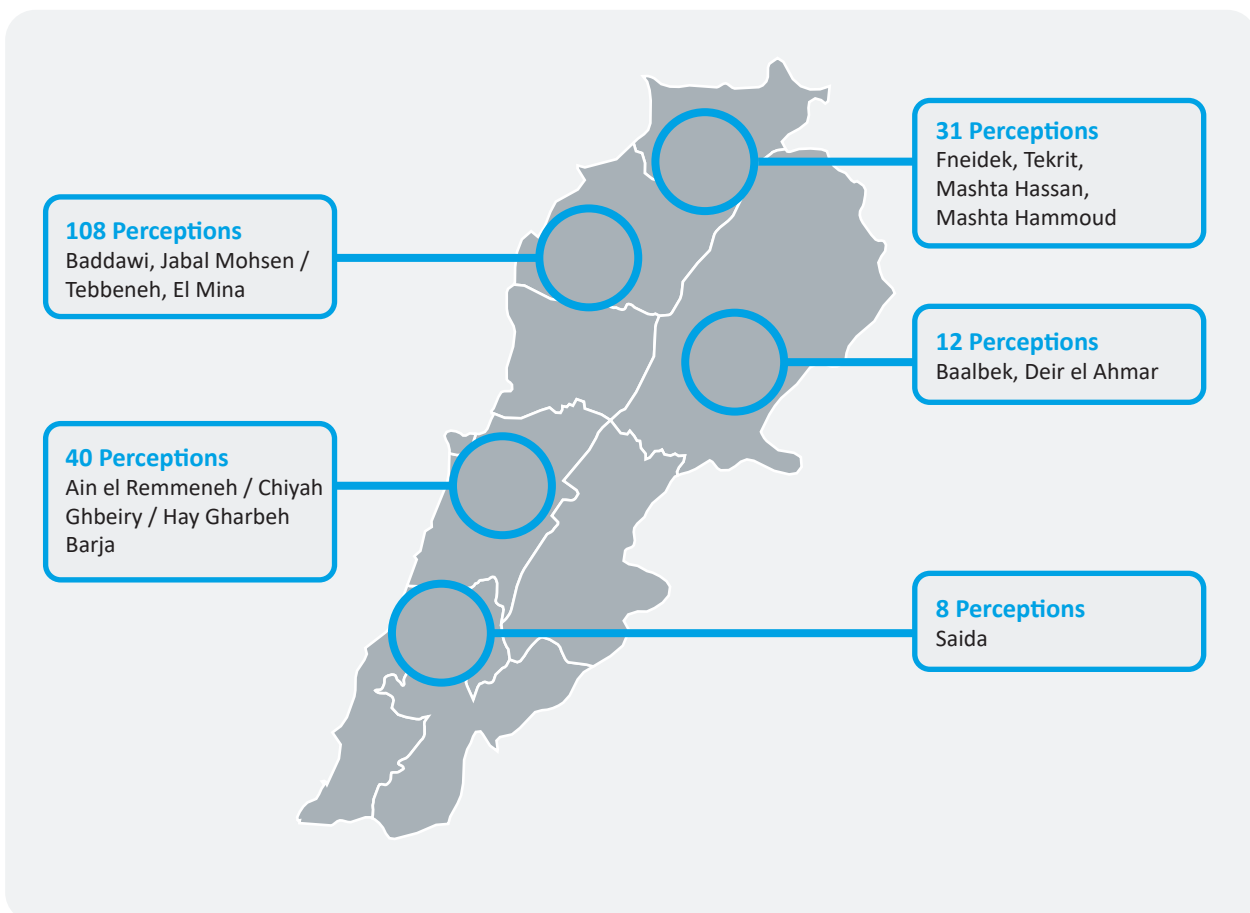 31 Perceptions
Fneidek, Tekrit,
Mashta Hassan,
Mashta Hammoud
108 Perceptions
Baddawi, Jabal Mohsen /
Tebbeneh, El Mina
12 Perceptions
Baalbek, Deir el Ahmar
40 Perceptions
Ain el Remmeneh / Chiyah
Ghbeiry / Hay Gharbeh
Barja
8 Perceptions
Saida